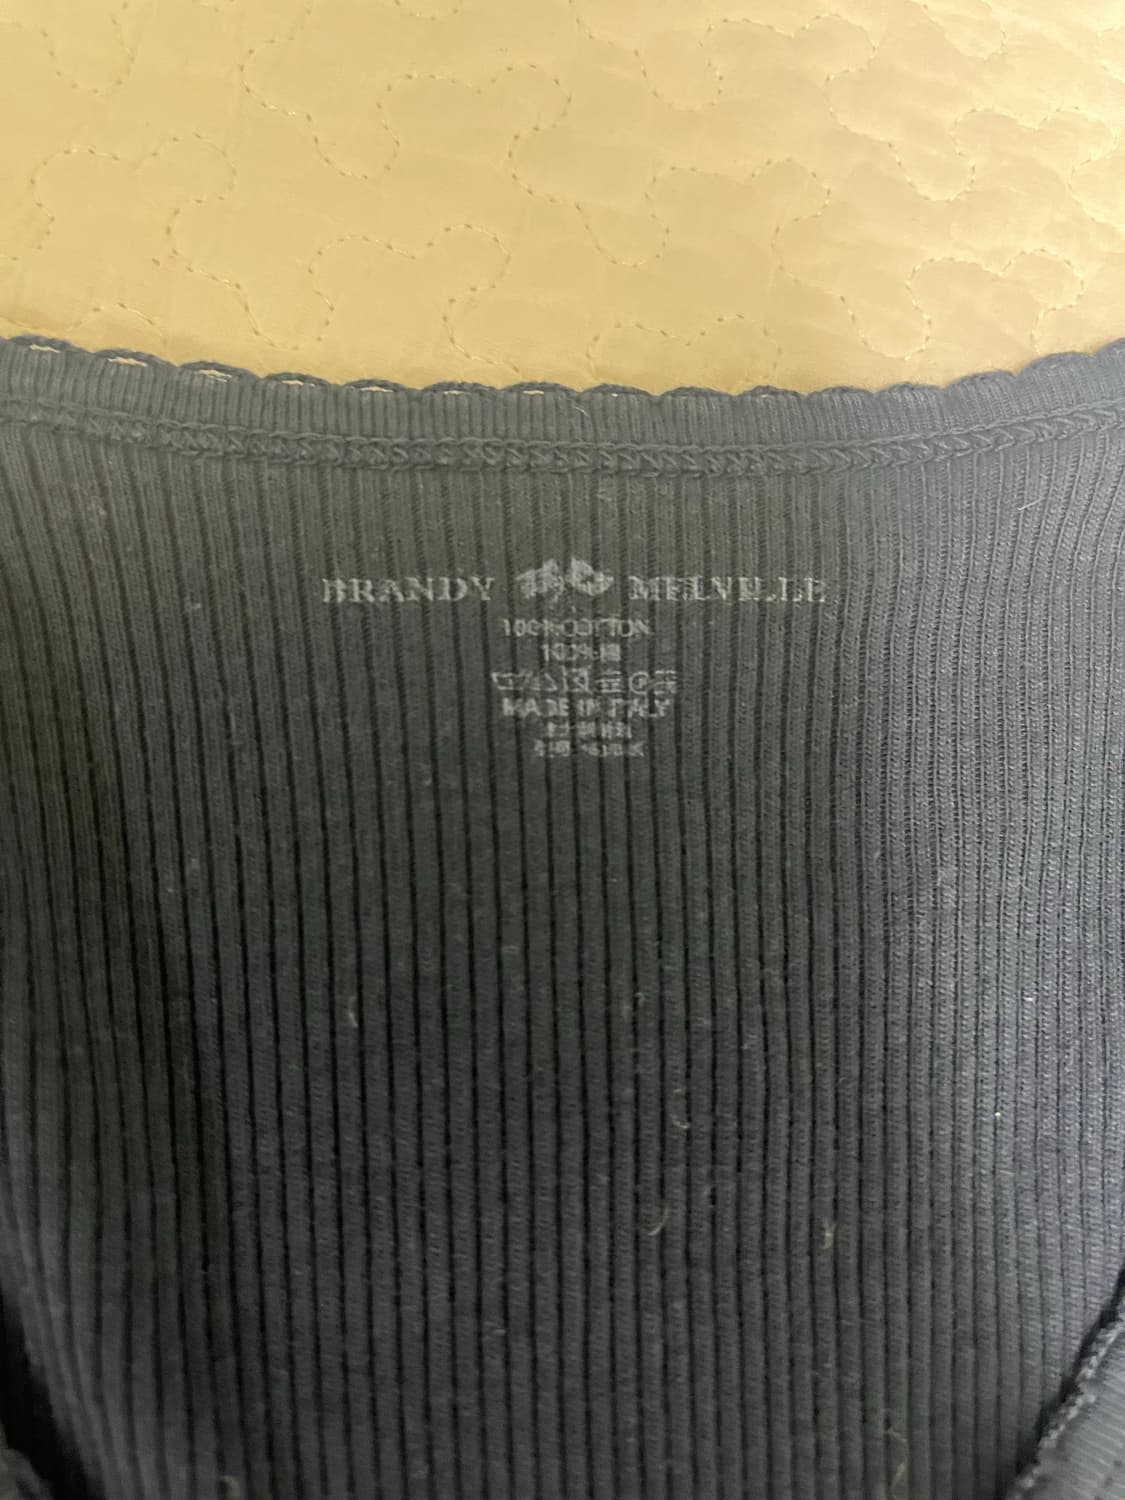 BRANDY MELVILLE
100% COTTON
100% 棉
MADE IN ITALY